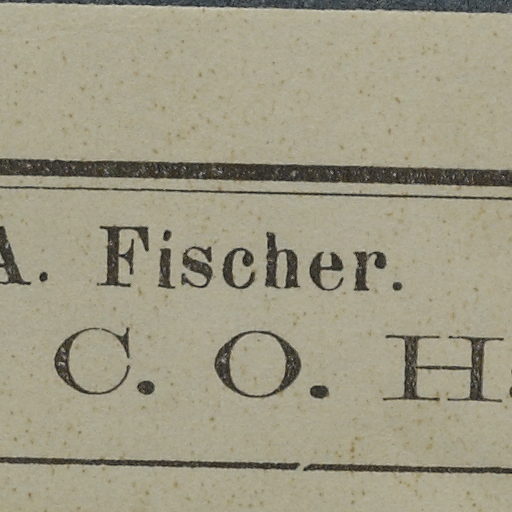 A. Fischer.
C. O. H